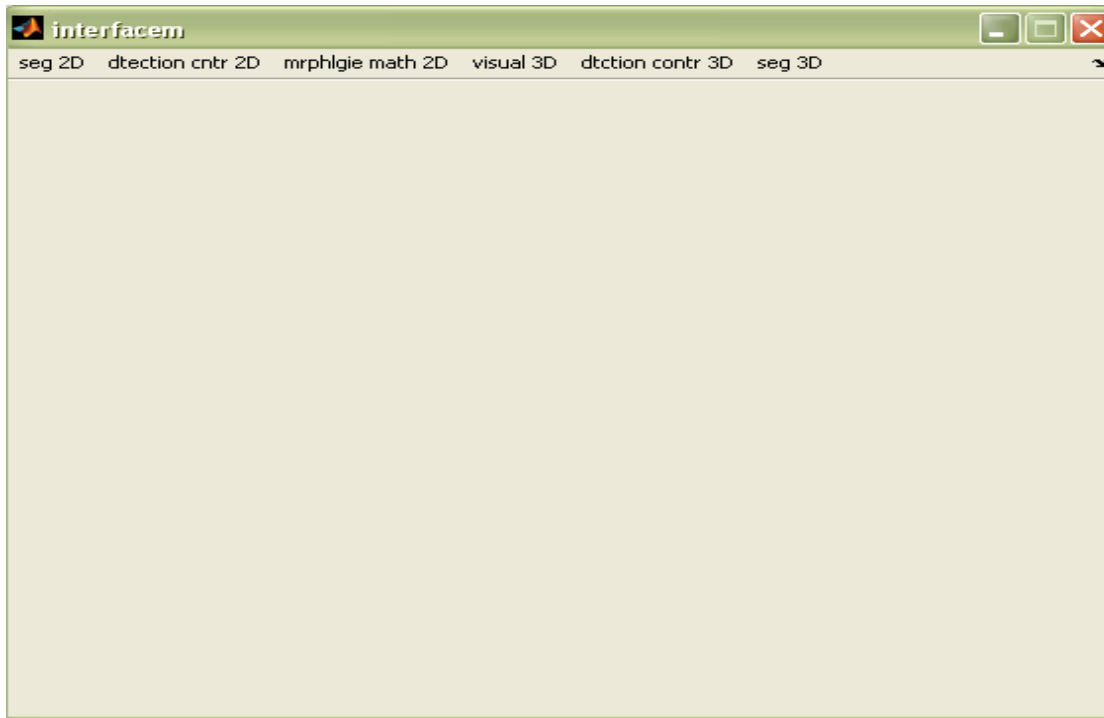 interfacem
seg 2D dtection cntr 2D mrphlgie math 2D visual 3D dtction contr 3D seg 3D